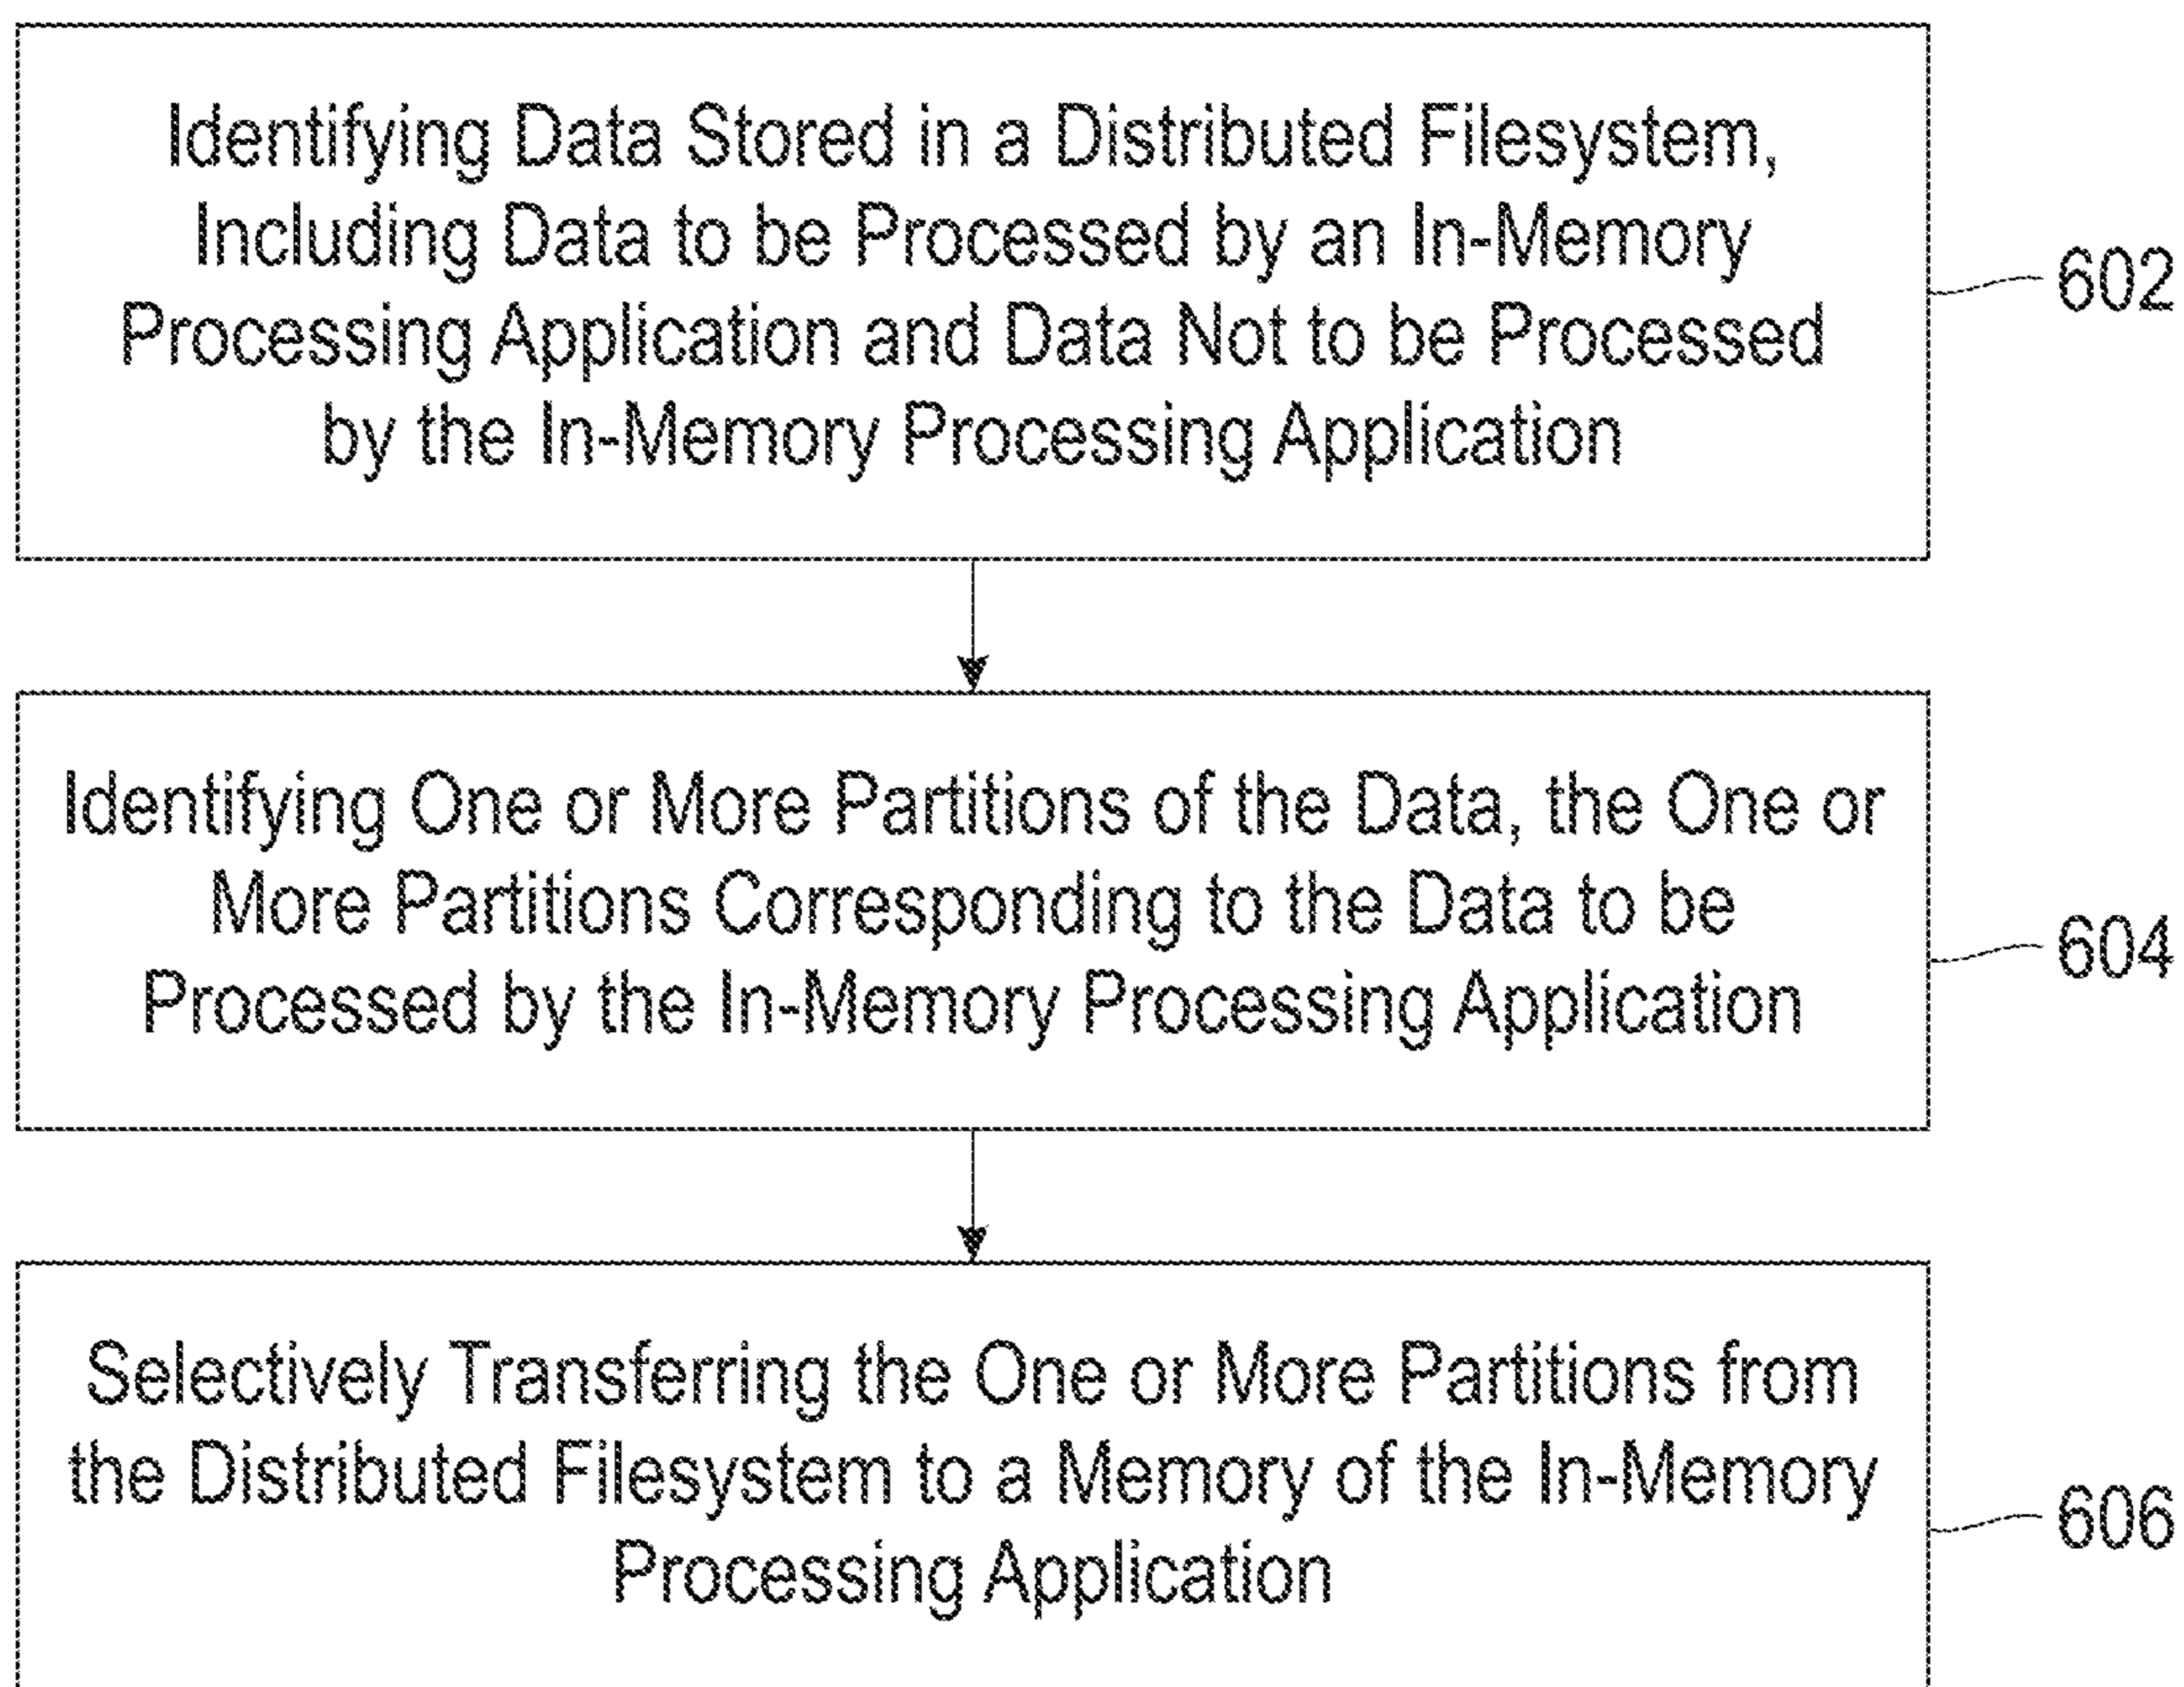 Identifying Data Stored in a Distributed Filesystem,
Including Data to be Processed by an In-Memory
Processing Application and Data Not to be Processed
by the In-Memory Processing Application
602
Identifying One or More Partitions of the Data, the One or
More Partitions Corresponding to the Data to be
Processed by the In-Memory Processing Application
604
Selectively Transferring the One or More Partitions from
the Distributed Filesystem to a Memory of the In-Memory
Processing Application
606